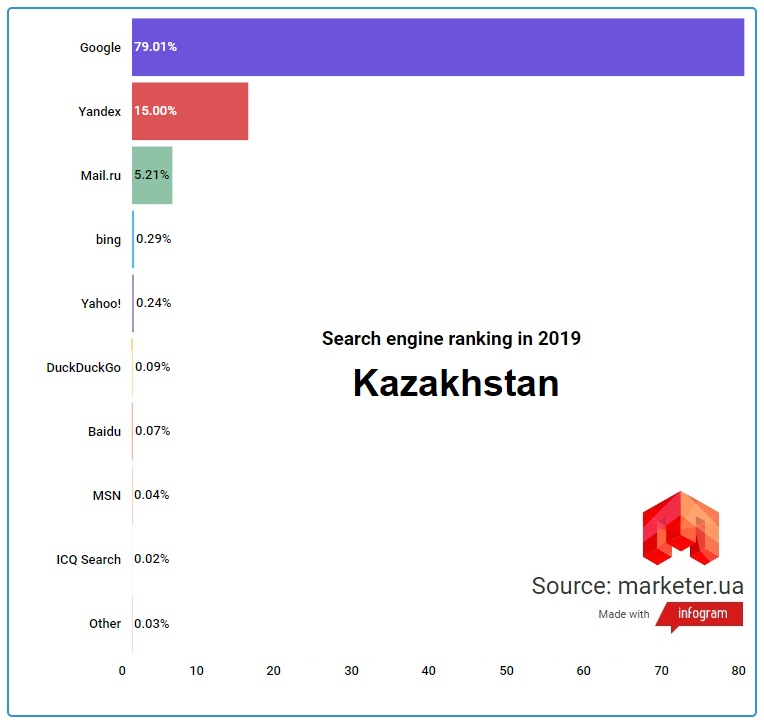 Google 79.01%
Yandex 15.00%
Mail.ru 5.21%
bing 0.29%
Yahoo! 0.24%
Search engine ranking in 2019
DuckDuckGo 0.09%
Kazakhstan
Baidu 0.07%
MSN 0.04%
ICQ Search 0.02%
Source: marketer.ua
Made with infogram
Other 0.03%
0 10 20 30 40 50 60 70 80